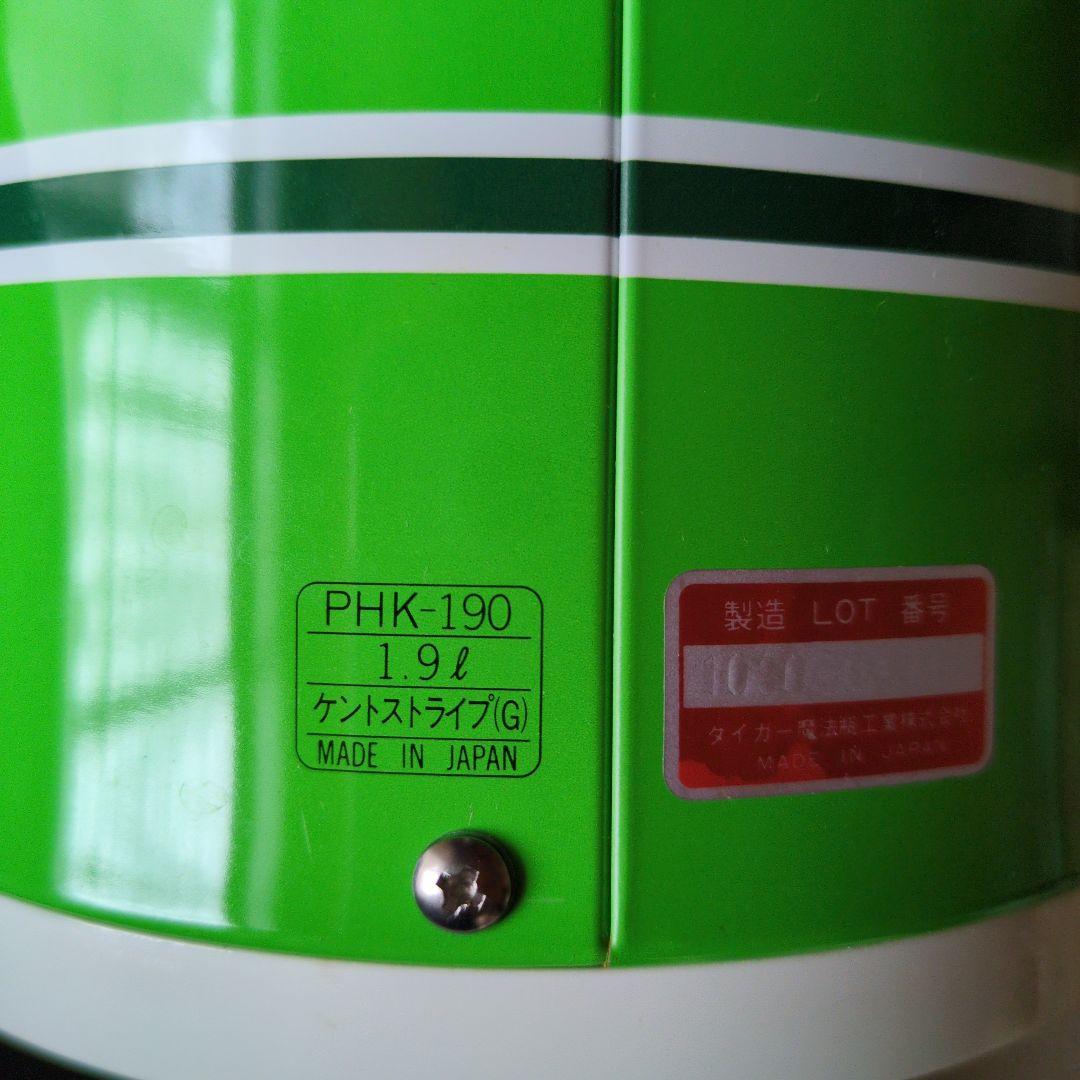 PHK-190
1.9ℓ
ケントストライプ(G)
MADE IN JAPAN
製造 LOT 番号
タイガー魔法瓶工業株式会社
MADE IN JAPAN